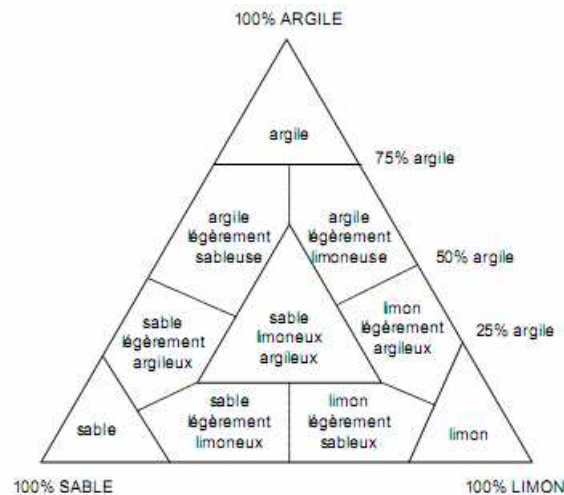 100% ARGILE
argile
75% argile
argile
légèrement
sableuse
argile
légèrement
limoneuse
50% argile
sable
légèrement
argileux
sable
limoneux
argileux
limon
légèrement
argileux
25% argile
sable
sable
légèrement
limoneux
limon
légèrement
sableux
limon
100% SABLE
100% LIMON